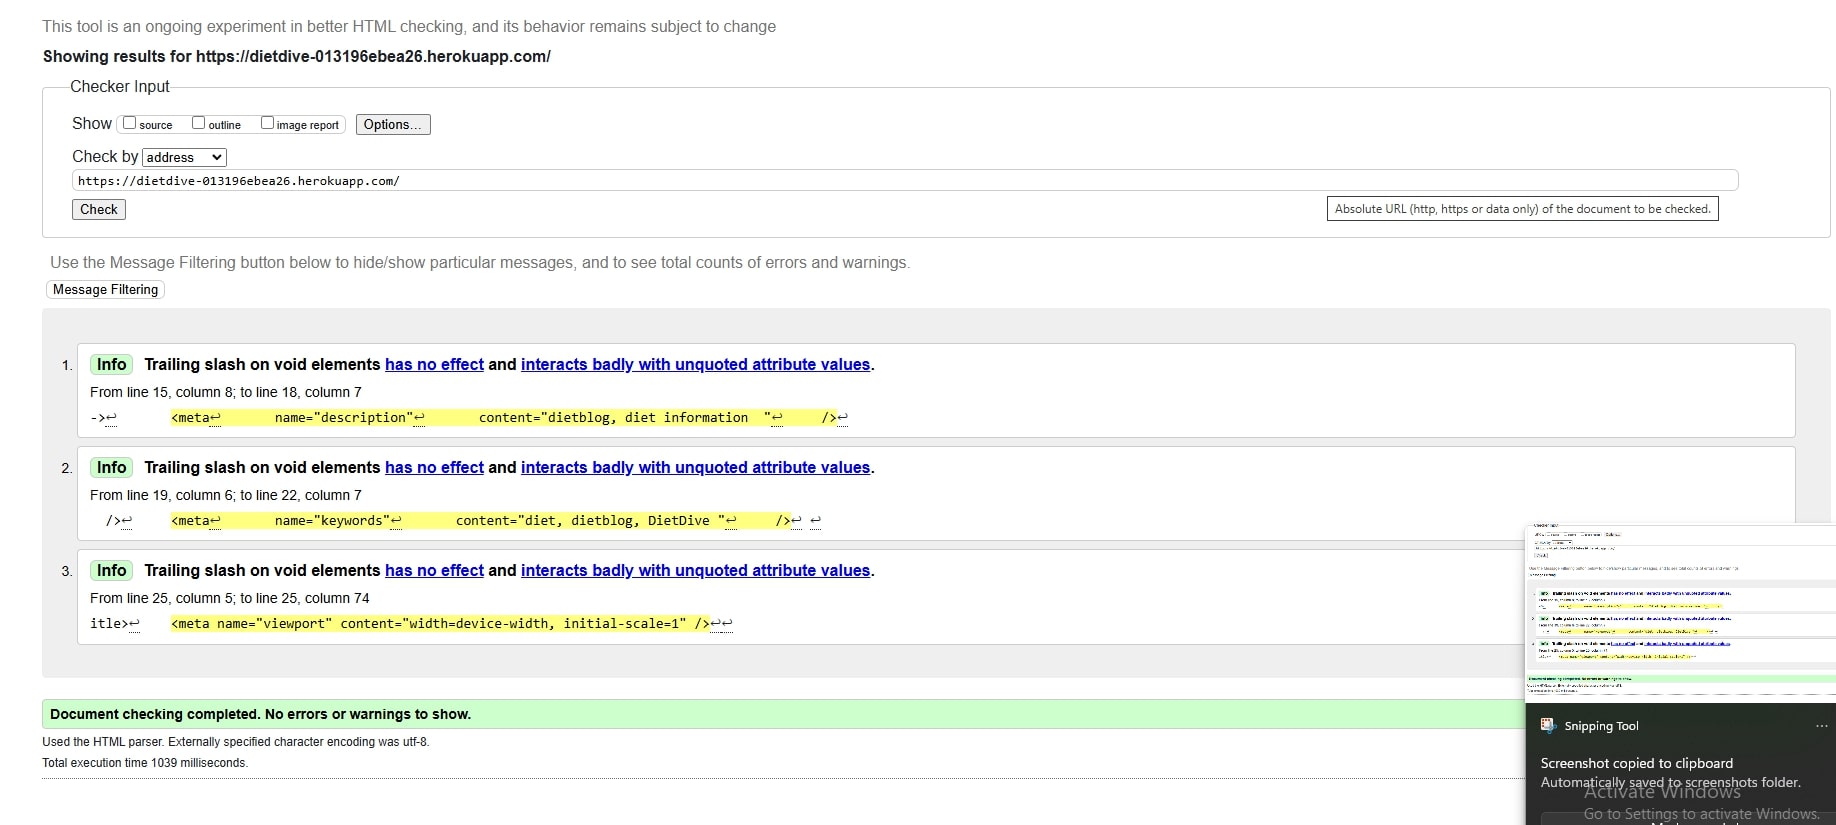 This tool is an ongoing experiment in better HTML checking, and its behavior remains subject to change
Showing results for https://dietdive-013196ebea26.herokuapp.com/
Checker Input
Show source outline image report Options...
Check by address
https://dietdive-013196ebea26.herokuapp.com/
Check
Absolute URL (http, https or data only) of the document to be checked.
Use the Message Filtering button below to hide/show particular messages, and to see total counts of errors and warnings.
Message Filtering
1. Info Trailing slash on void elements has no effect and interacts badly with unquoted attribute values.
From line 15, column 8; to line 18, column 7
->↩ <meta↩ name="description"↩ content="dietblog, diet information "↩ />↩
2. Info Trailing slash on void elements has no effect and interacts badly with unquoted attribute values.
From line 19, column 6; to line 22, column 7
/>↩ <meta↩ name="keywords"↩ content="diet, dietblog, DietDive "↩ />↩ ↩
3. Info Trailing slash on void elements has no effect and interacts badly with unquoted attribute values.
From line 25, column 5; to line 25, column 74
itle>↩ <meta name="viewport" content="width=device-width, initial-scale=1" />↩↩
Document checking completed. No errors or warnings to show.
Used the HTML parser. Externally specified character encoding was utf-8.
Total execution time 1039 milliseconds.
Snipping Tool
Screenshot copied to clipboard
Automatically saved to screenshots folder.
Activate Windows
Go to Settings to activate Windows.